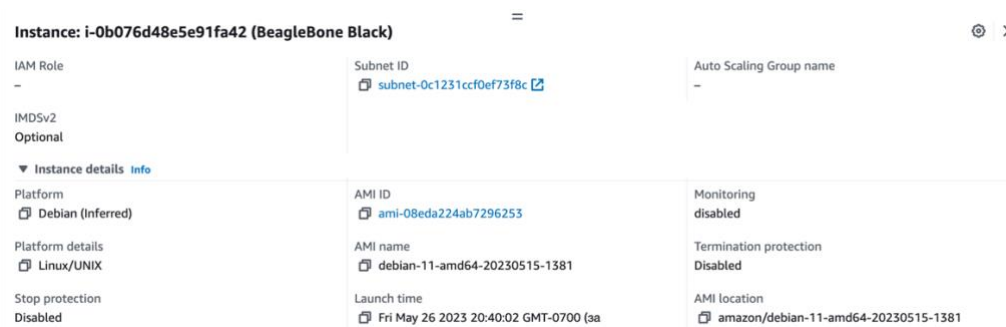 Instance: i-0b076d48e5e91fa42 (BeagleBone Black)
IAM Role
–
Subnet ID
subnet-0c1231ccf0ef73f8c
Auto Scaling Group name
–
IMDSv2
Optional
Instance details Info
Platform
Debian (Inferred)
AMI ID
ami-08eda224ab7296253
Monitoring
disabled
Platform details
Linux/UNIX
AMI name
debian-11-amd64-20230515-1381
Termination protection
Disabled
Stop protection
Disabled
Launch time
Fri May 26 2023 20:40:02 GMT-0700 (за
AMI location
amazon/debian-11-amd64-20230515-1381